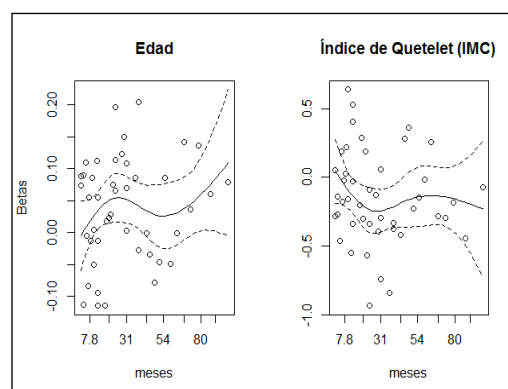 Edad
Índice de Quetelet (IMC)
Betas
0.20
0.10
0.00
-0.10
7.8 31 54 80
meses
0.5
0.0
-0.5
-1.0
7.8 31 54 80
meses